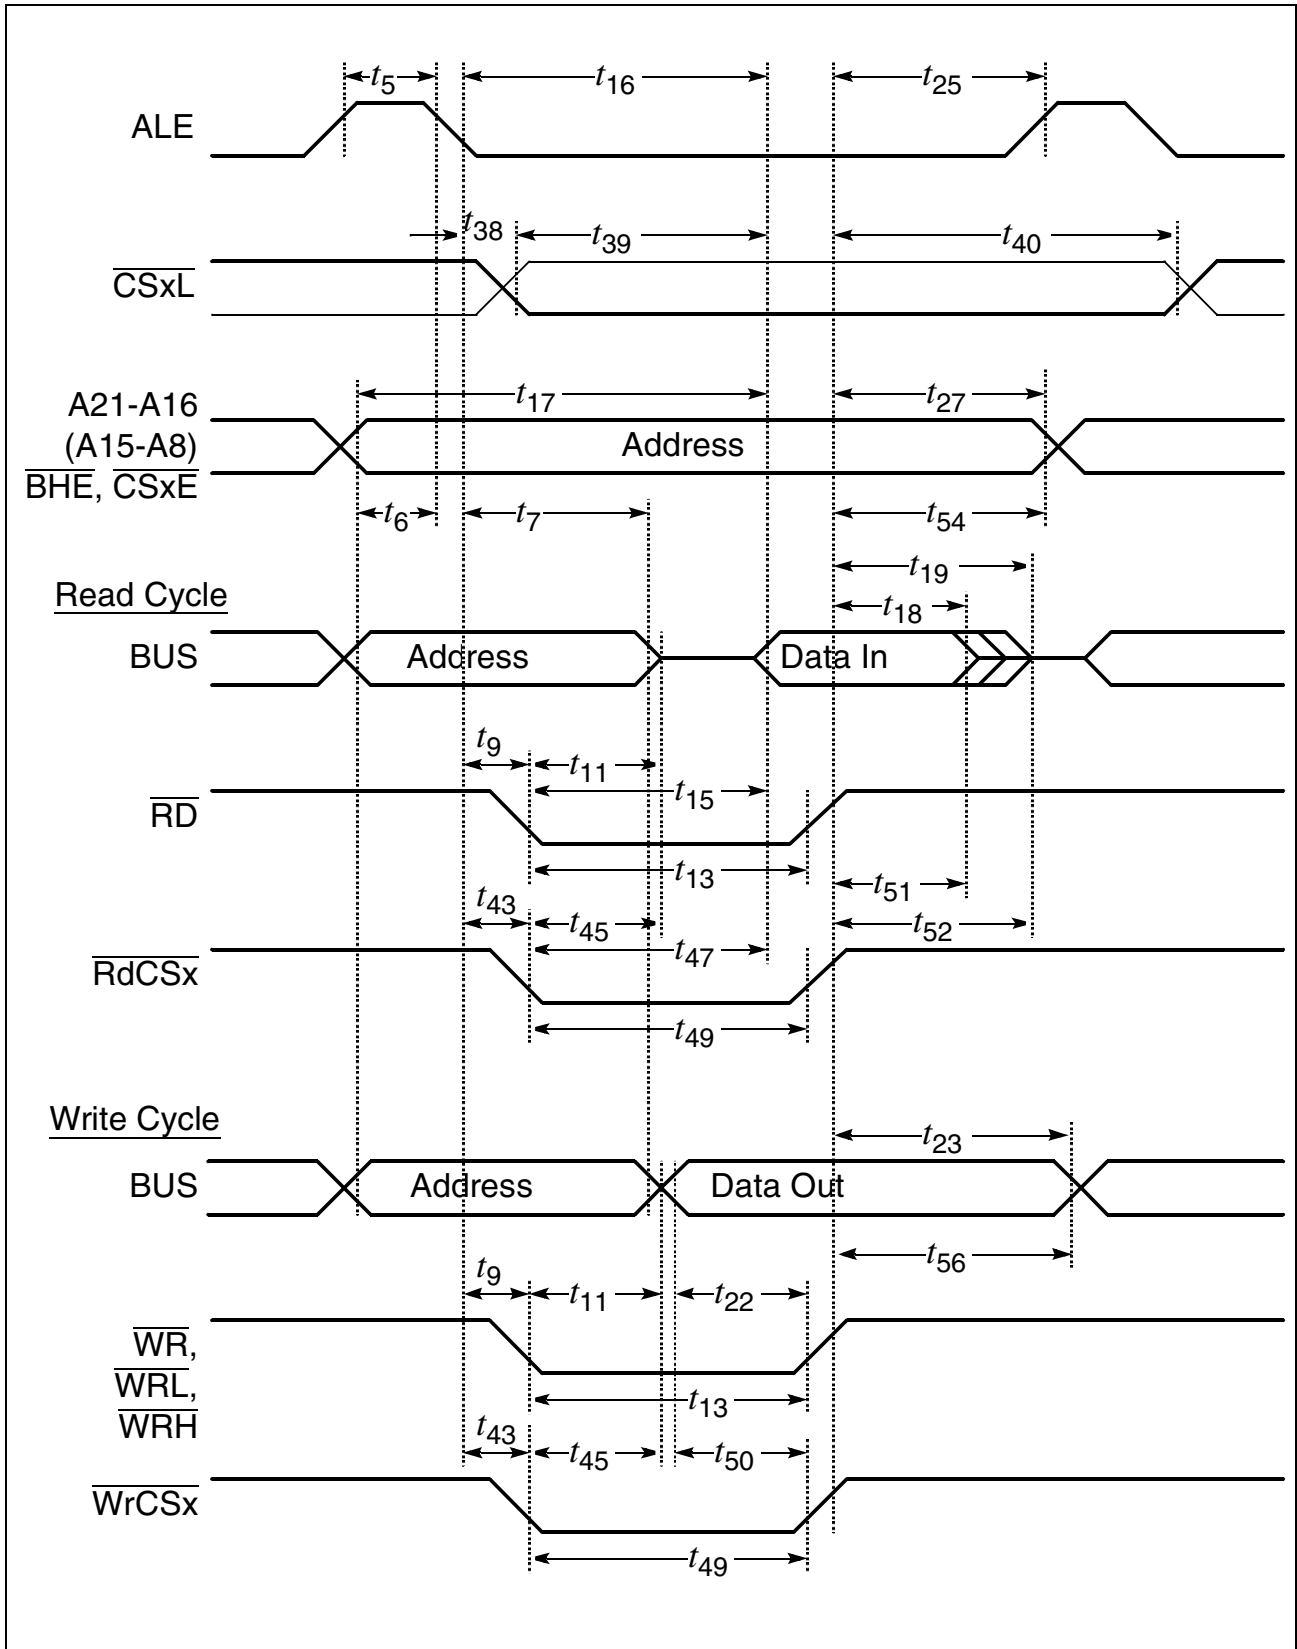 t5 t16 t25
ALE
t38 t39 t40
CSxL
t17 t27
A21-A16
(A15-A8)
BHE, CSxE
Address
t6 t7 t54
t19
Read Cycle
t18
BUS Address Data In
t9 t11
t15
RD
t13
t51
t43 t45 t52
t47
RdCSx
t49
Write Cycle
t23
BUS Address Data Out
t56
t9 t11 t22
WR,
WRL,
t13
WRH
t43 t45 t50
WrCSx
t49